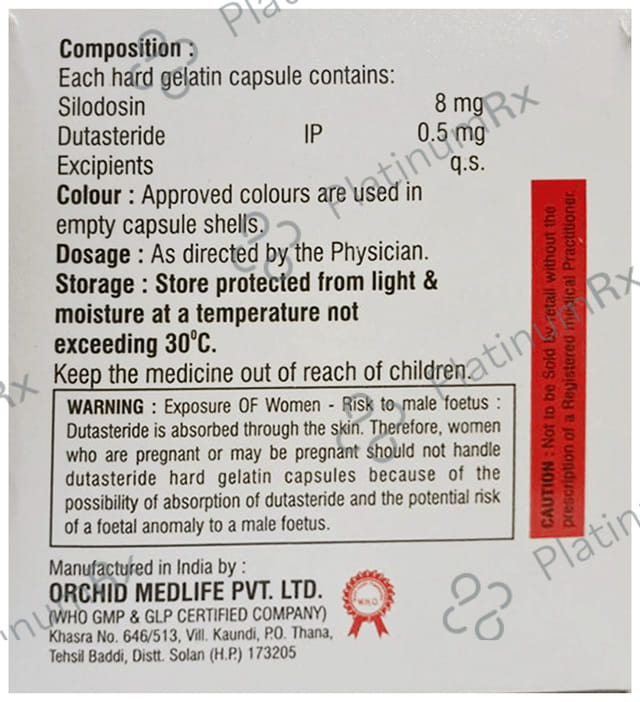 Composition :
Each hard gelatin capsule contains:
Silodosin 8 mg
Dutasteride IP 0.5 mg
Excipients q.s.
Colour : Approved colours are used in
empty capsule shells.
Dosage : As directed by the Physician.
Storage : Store protected from light &
moisture at a temperature not
exceeding 30⁰C.
Keep the medicine out of reach of children.
WARNING : Exposure OF Women - Risk to male foetus :
Dutasteride is absorbed through the skin. Therefore, women
who are pregnant or may be pregnant should not handle
dutasteride hard gelatin capsules because of the
possibility of absorption of dutasteride and the potential risk
of a foetal anomaly to a male foetus.
Manufactured in India by :
ORCHID MEDLIFE PVT. LTD.
(WHO GMP & GLP CERTIFIED COMPANY)
Khasra No. 646/513, Vill. Kaundi, P.O. Thana,
Tehsil Baddi, Distt. Solan (H.P.) 173205
W.H.O.
CAUTION : Not to be Sold by retail without the
prescription of a Registered medical Practitioner.
PlatinumRx
PlatinumRx
PlatinumRx
PlatinumRx